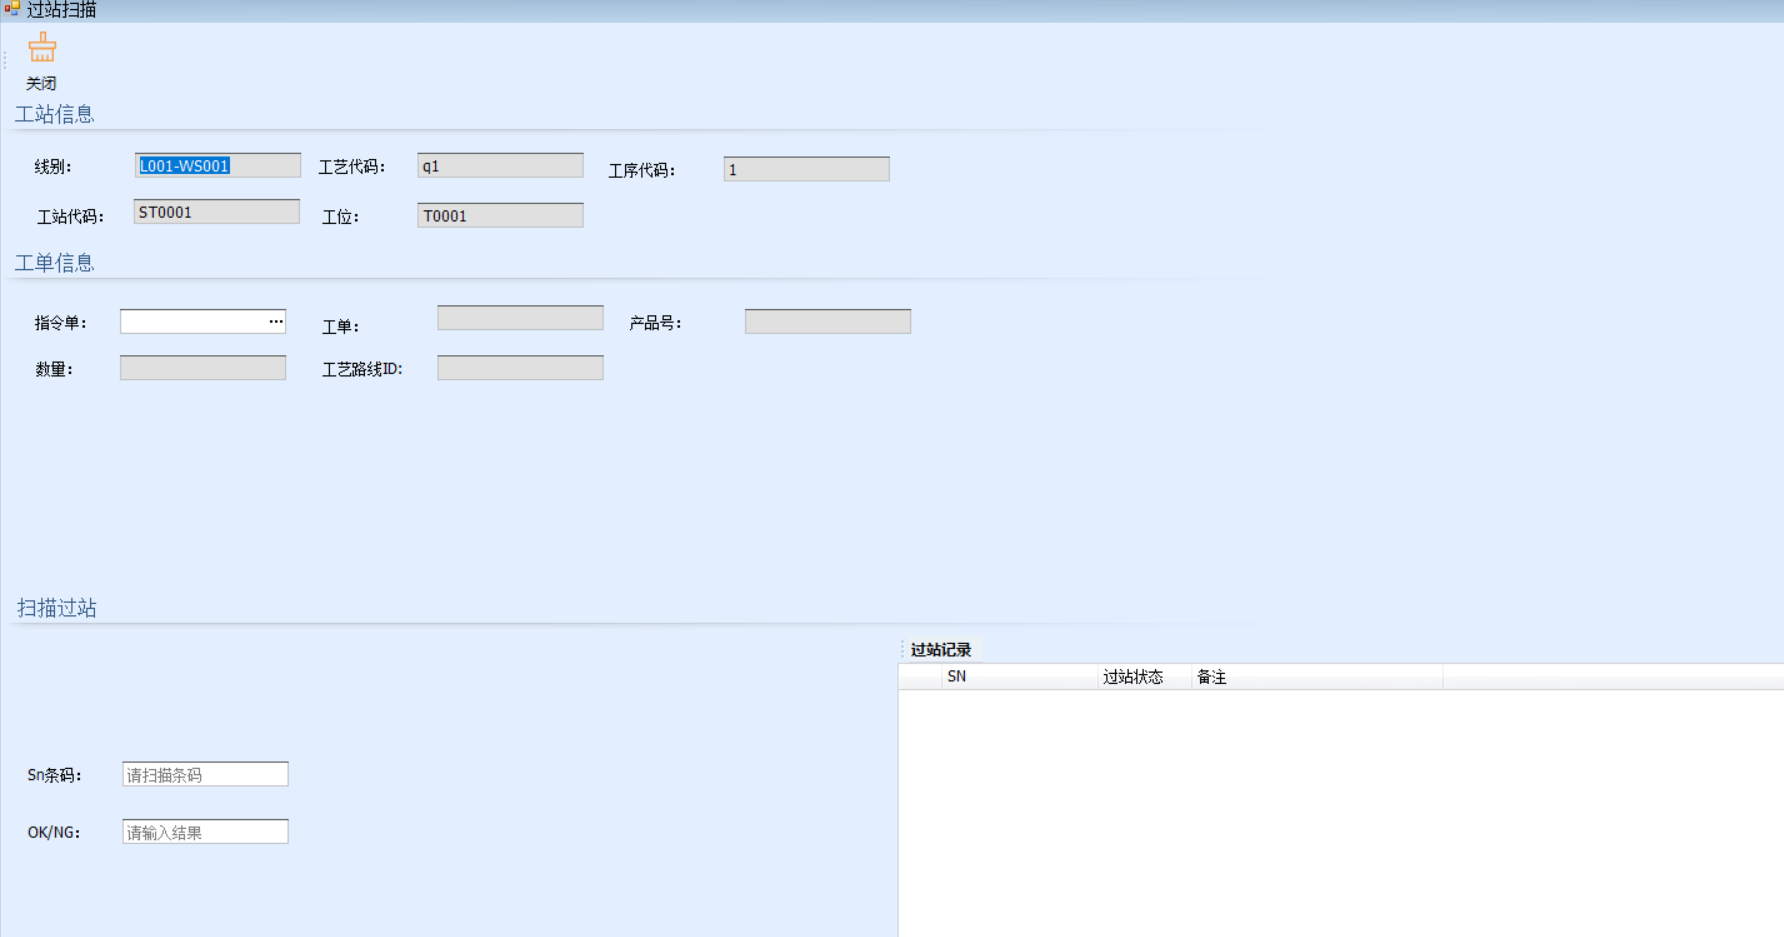 过站扫描
关闭
工站信息
线别： L001-WS001 工艺代码： q1 工序代码： 1
工站代码： ST0001 工位： T0001
工单信息
指令单： ... 工单： 产品号：
数量： 工艺路线ID:
扫描过站
过站记录
SN 过站状态 备注
Sn条码： 请扫描条码
OK/NG： 请输入结果